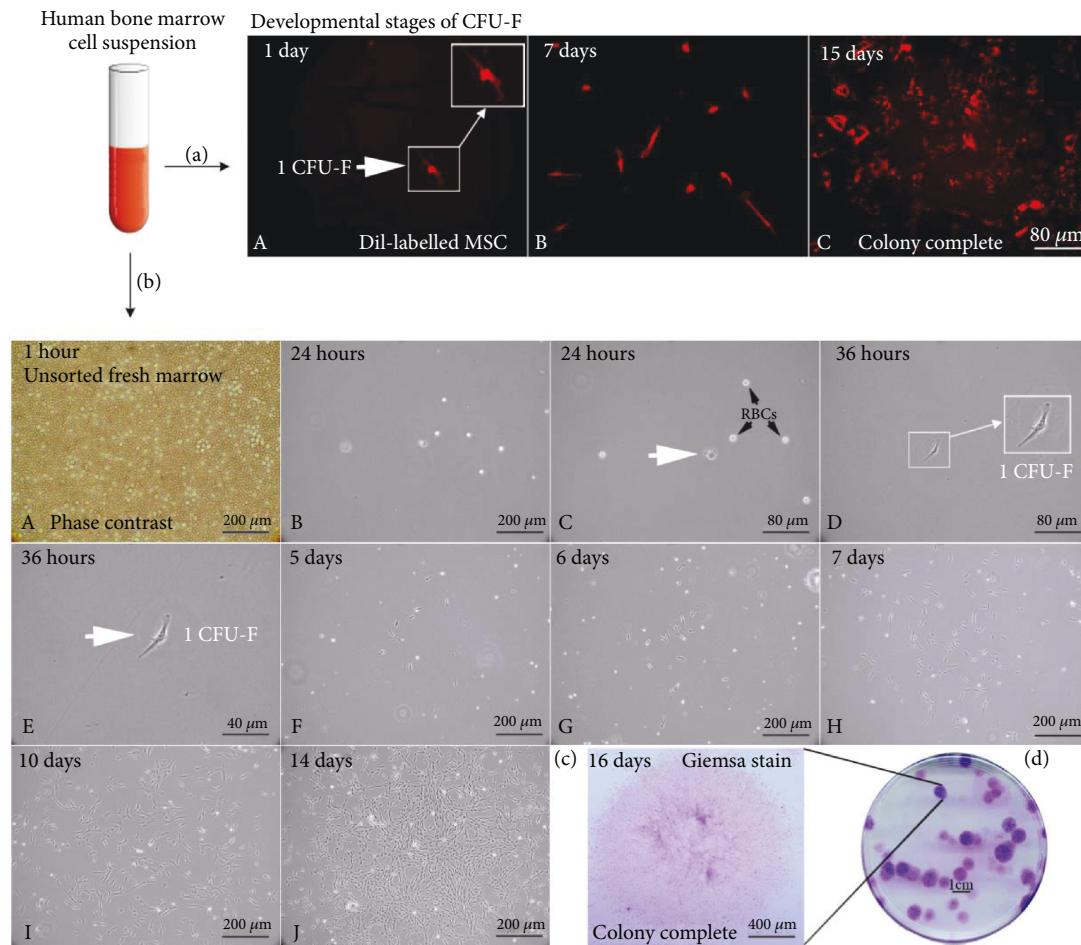 Human bone marrow
cell suspension
Developmental stages of CFU-F
(a)
(b)
1 day
1 CFU-F
A
DiI-labelled MSC
7 days
B
15 days
C
Colony complete
80 μm
1 hour
Unsorted fresh marrow
A
Phase contrast
200 μm
24 hours
B
200 μm
24 hours
RBCs
C
80 μm
36 hours
1 CFU-F
D
80 μm
36 hours
1 CFU-F
E
40 μm
5 days
F
200 μm
6 days
G
200 μm
7 days
H
200 μm
10 days
I
200 μm
14 days
J
200 μm
(c)
16 days
Giemsa stain
Colony complete
400 μm
(d)
1cm